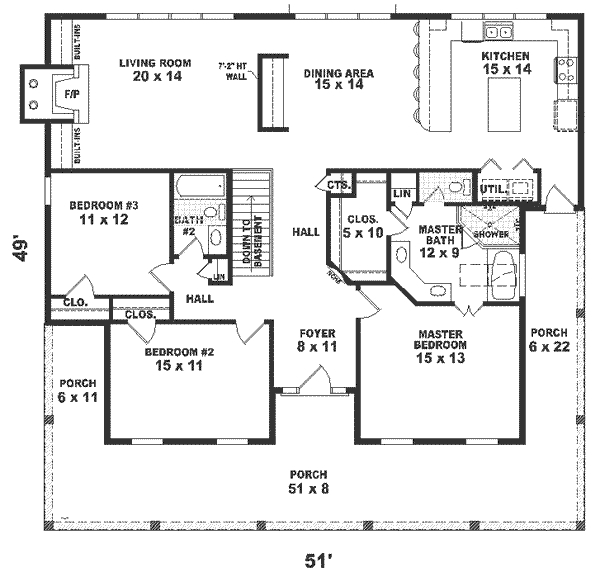 BUILT-INS
LIVING ROOM
20 x 14
7'-2" HT
WALL
DINING AREA
15 x 14
KITCHEN
15 x 14
F/P
BUILT-INS
BEDROOM #3
11 x 12
BATH
#2
DOWN TO
BASEMENT
HALL
CTS.
LIN
UTIL.
CLOS.
5 x 10
MASTER
BATH
12 x 9
SHOWER
LIN
HALL
CLO.
CLOS.
49'
BEDROOM #2
15 x 11
FOYER
8 x 11
MASTER
BEDROOM
15 x 13
PORCH
6 x 22
PORCH
6 x 11
PORCH
51 x 8
51'